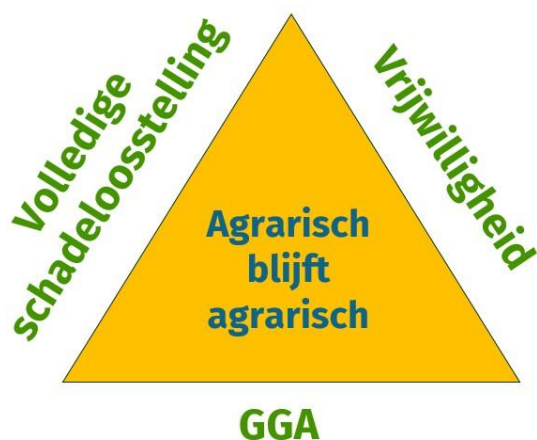 Volledige
schadeloosstelling
Vrijwilligheid
Agrarisch
blijft
agrarisch
GGA